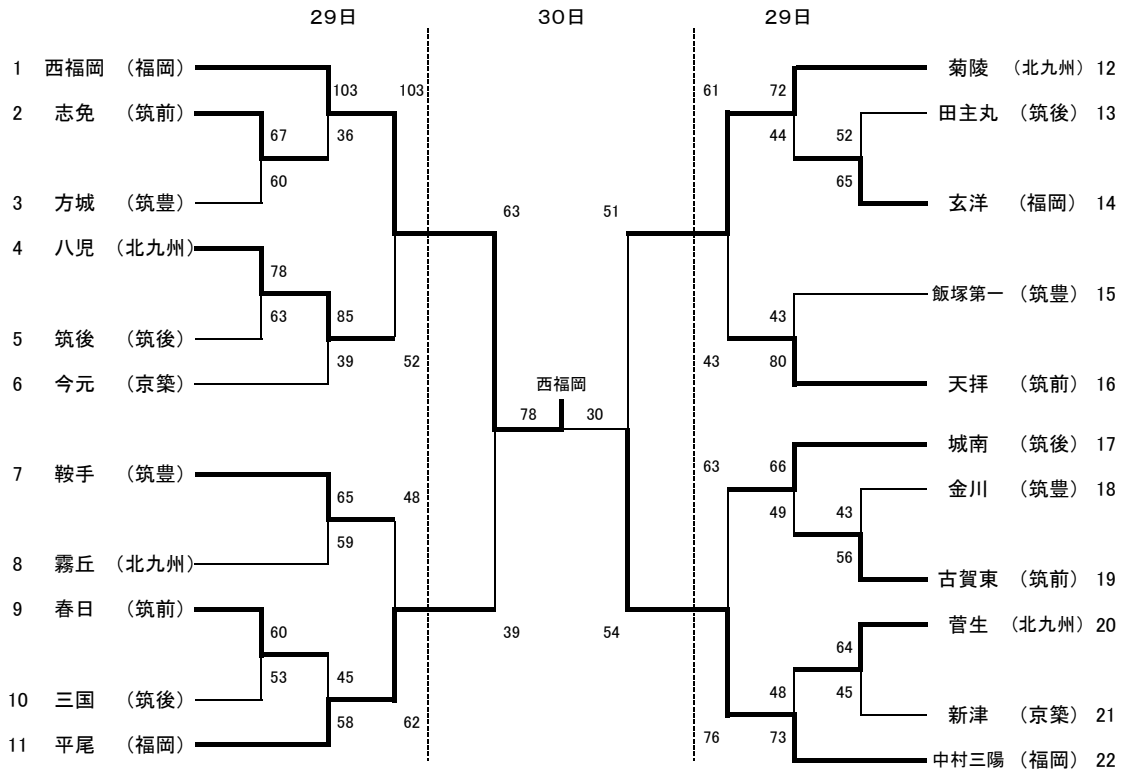 29日 30日 29日
1 西福岡 (福岡) 103 103 61 72 菊陵 (北九州) 12
2 志免 (筑前) 67 36 44 52 田主丸 (筑後) 13
60 65
3 方城 (筑豊) 63 51 玄洋 (福岡) 14
4 八児 (北九州) 78
63 85 43 飯塚第一 (筑豊) 15
5 筑後 (筑後) 39 52 43 80
6 今元 (京築) 西福岡 天拝 (筑前) 16
78 30
7 鞍手 (筑豊) 65 48 63 66 城南 (筑後) 17
59 49 43 金川 (筑豊) 18
8 霧丘 (北九州) 56 古賀東 (筑前) 19
9 春日 (筑前) 60 39 54 64 菅生 (北九州) 20
53 45 48 45
10 三国 (筑後) 58 62 76 73 新津 (京築) 21
11 平尾 (福岡) 中村三陽 (福岡) 22